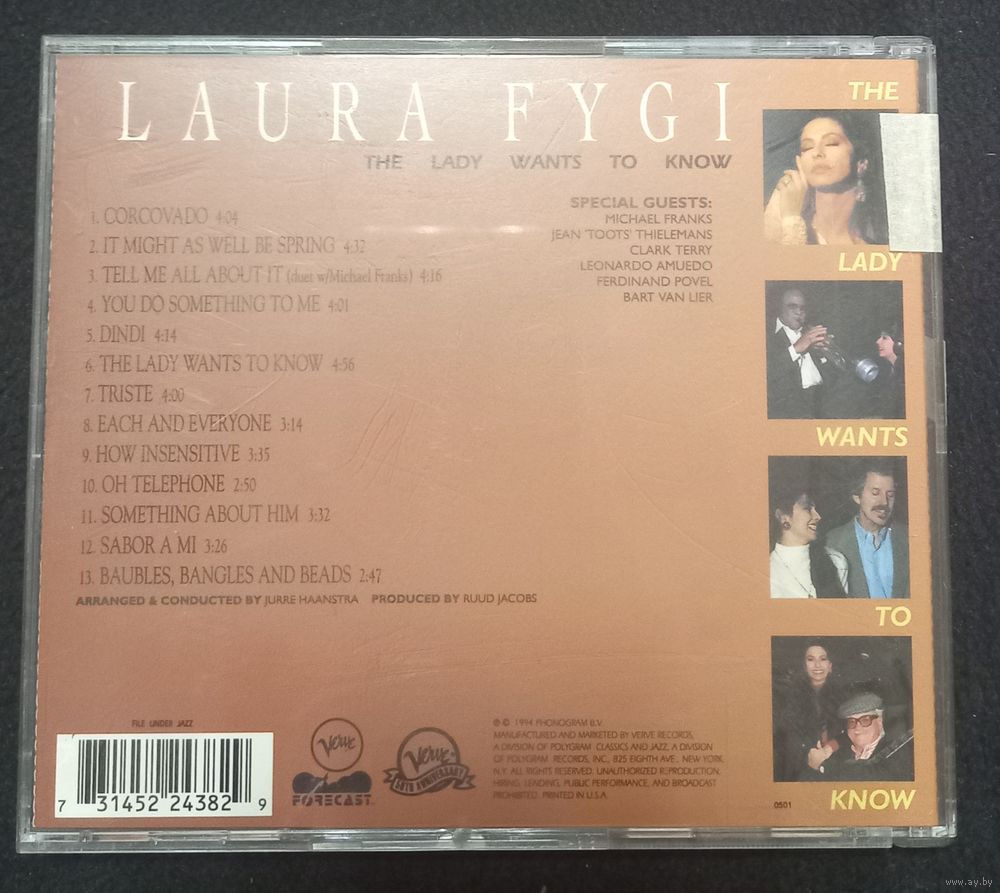 LAURA FYGI
THE LADY WANTS TO KNOW
1. CORCOVADO 4:04
2. IT MIGHT AS WELL BE SPRING 4:32
3. TELL ME ALL ABOUT IT (duet w/Michael Franks) 4:16
4. YOU DO SOMETHING TO ME 4:01
5. DINDI 4:14
6. THE LADY WANTS TO KNOW 4:56
7. TRISTE 4:00
8. EACH AND EVERYONE 3:14
9. HOW INSENSITIVE 3:35
10. OH TELEPHONE 2:50
11. SOMETHING ABOUT HIM 3:32
12. SABOR A MI 3:26
13. BAUBLES, BANGLES AND BEADS 2:47
ARRANGED & CONDUCTED BY JURRE HAANSTRA PRODUCED BY RUUD JACOBS
SPECIAL GUESTS:
MICHAEL FRANKS
JEAN 'TOOTS' THIELEMANS
CLARK TERRY
LEONARDO AMUEDO
FERDINAND POVEL
BART VAN LIER
THE
LADY
WANTS
TO
KNOW
FILE UNDER JAZZ
7 31452 24382 9
Verve
FORECAST
Verve
50TH ANNIVERSARY
℗ © 1994 PHONOGRAM B.V.
MANUFACTURED AND MARKETED BY VERVE RECORDS,
A DIVISION OF POLYGRAM CLASSICS AND JAZZ, A DIVISION
OF POLYGRAM RECORDS, INC., 825 EIGHTH AVE., NEW YORK,
N.Y. ALL RIGHTS RESERVED. UNAUTHORIZED REPRODUCTION,
HIRING, LENDING, PUBLIC PERFORMANCE, AND BROADCAST
PROHIBITED. PRINTED IN U.S.A.
0501
www.ay.by